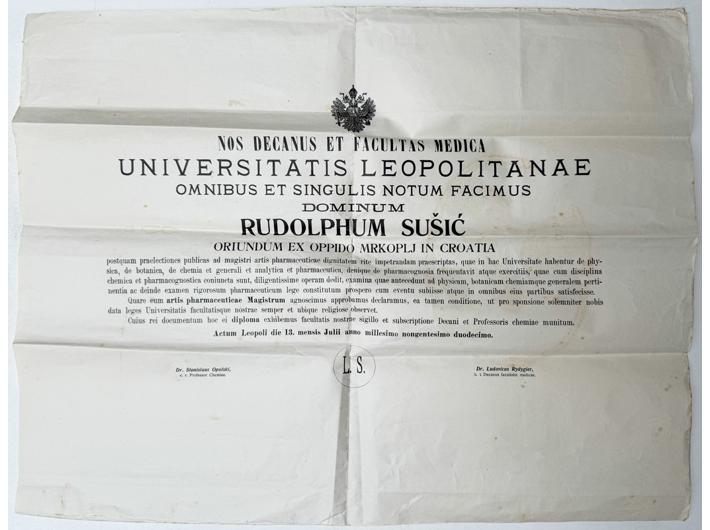 NOS DECANUS ET FACULTAS MEDICA
UNIVERSITATIS LEOPOLITANAE
OMNIBUS ET SINGULIS NOTUM FACIMUS
DOMINUM
RUDOLPHUM SUŠIĆ
ORIUNDUM EX OPPIDO MRKOPLJ IN CROATIA
postquam praelectiones publicas ad magistri artis pharmaceuticae dignitatem rite impetrandam praescriptas, quae in hac Universitate habentur de phy-
sica, de botanica, de chemia et generali et analytica et pharmaceutica, denique de pharmacognosia frequentavit atque exercitiis, quae cum disciplina
chemica et pharmacognostica coniuncta sunt, diligentissime operam dedit, examina quae antecedunt ad physicam, botanicam chemiamque generalem perti-
nentia ac deinde examen rigorosum pharmaceuticum lege constitutum prospero cum eventu subiisse atque in omnibus eius partibus satisfecisse.
Quare eum artis pharmaceuticae Magistrum agnoscimus approbamus declaramus, ea tamen conditione, ut pro sponsione solemniter nobis
data leges Universitatis facultatisque nostrae semper et ubique religiose observet.
Cuius rei documentum hoc ei diploma exhibemus facultatis nostrae sigillo et subscriptione Decani et Professoris chemiae munitum.
Actum Leopoli die 13. mensis Julii anno millesimo nongentesimo duodecimo.
L. S.
Dr. Stanislaus Opolski,
c. r. Professor Chemiae.
Dr. Ludovicus Rydygier,
h. t. Decanus facultatis medicae.